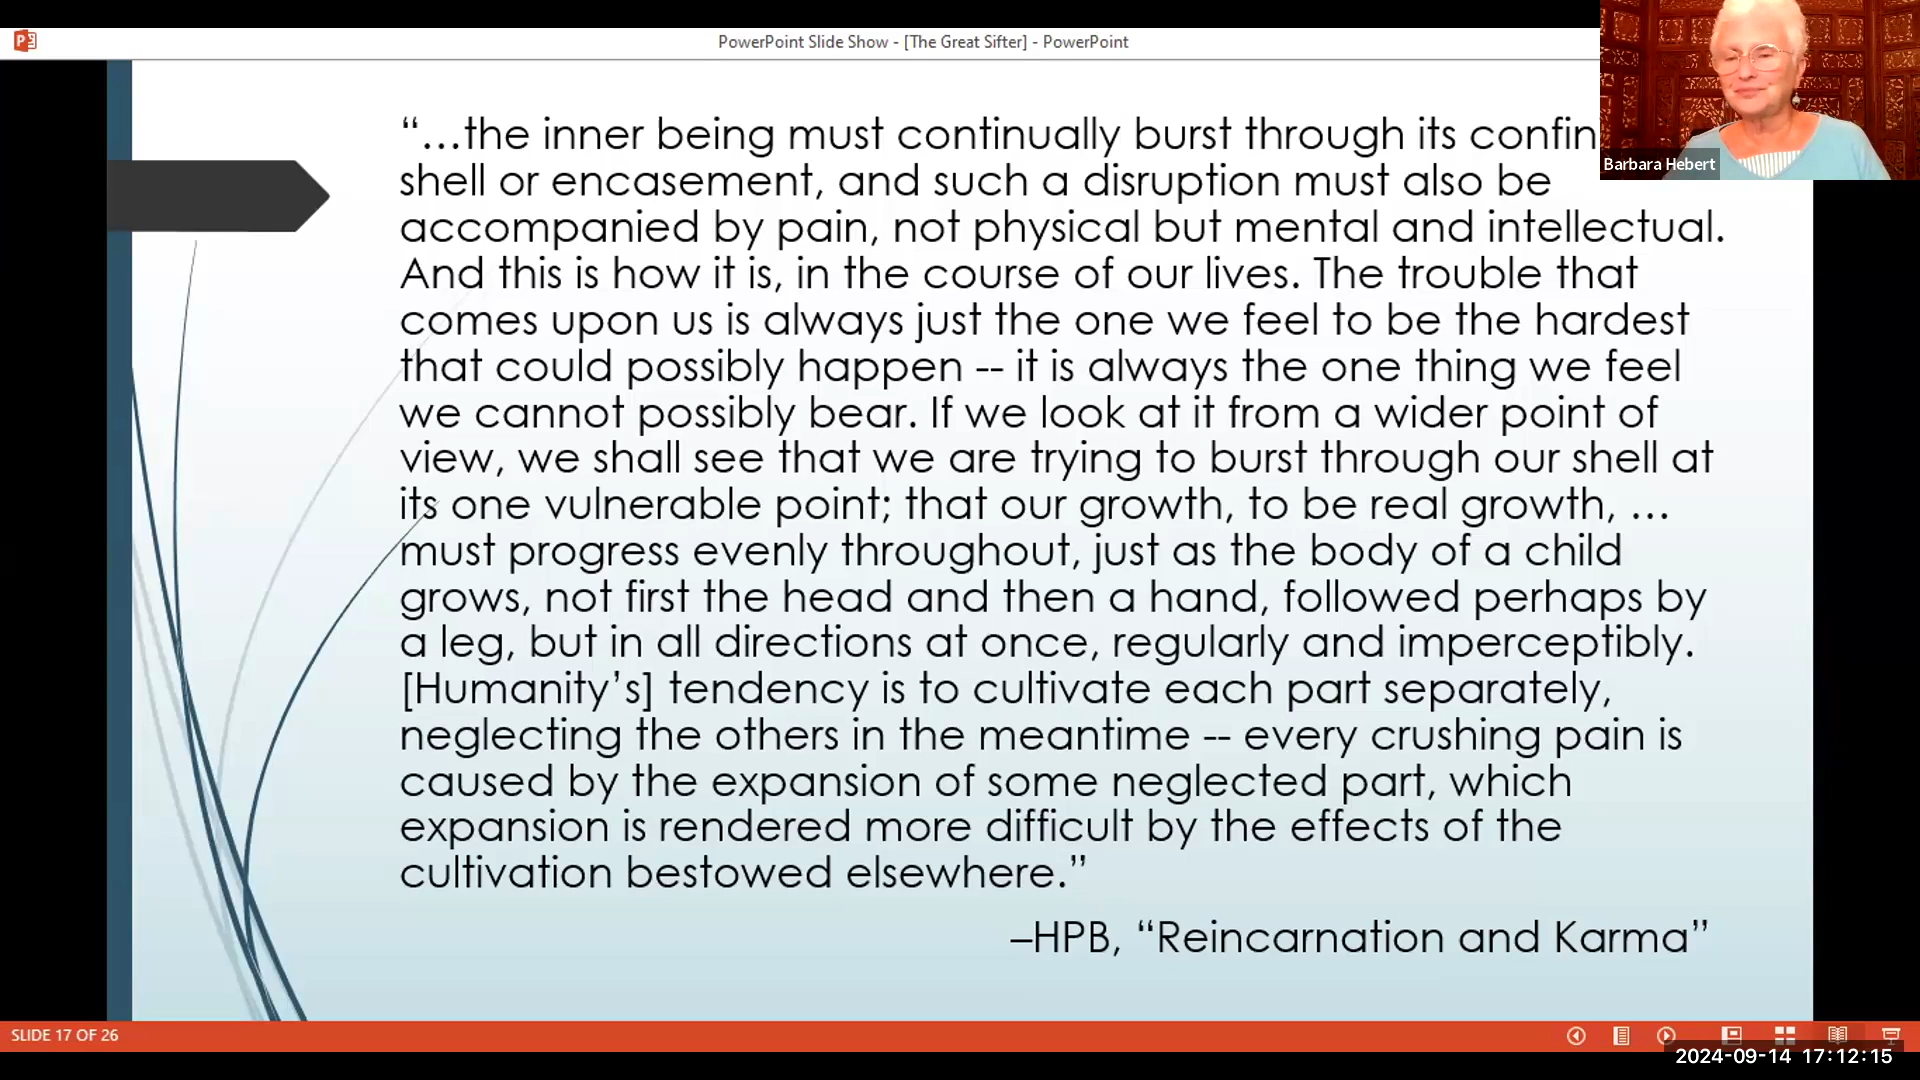 PowerPoint Slide Show - [The Great Sifter] - PowerPoint
Barbara Hebert
“…the inner being must continually burst through its
shell or encasement, and such a disruption must also be
accompanied by pain, not physical but mental and intellectual.
And this is how it is, in the course of our lives. The trouble that
comes upon us is always just the one we feel to be the hardest
that could possibly happen -- it is always the one thing we feel
we cannot possibly bear. If we look at it from a wider point of
view, we shall see that we are trying to burst through our shell at
its one vulnerable point; that our growth, to be real growth, …
must progress evenly throughout, just as the body of a child
grows, not first the head and then a hand, followed perhaps by
a leg, but in all directions at once, regularly and imperceptibly.
[Humanity’s] tendency is to cultivate each part separately,
neglecting the others in the meantime -- every crushing pain is
caused by the expansion of some neglected part, which
expansion is rendered more difficult by the effects of the
cultivation bestowed elsewhere.”
–HPB, “Reincarnation and Karma”
SLIDE 17 OF 26
2024-09-14 17:12:15